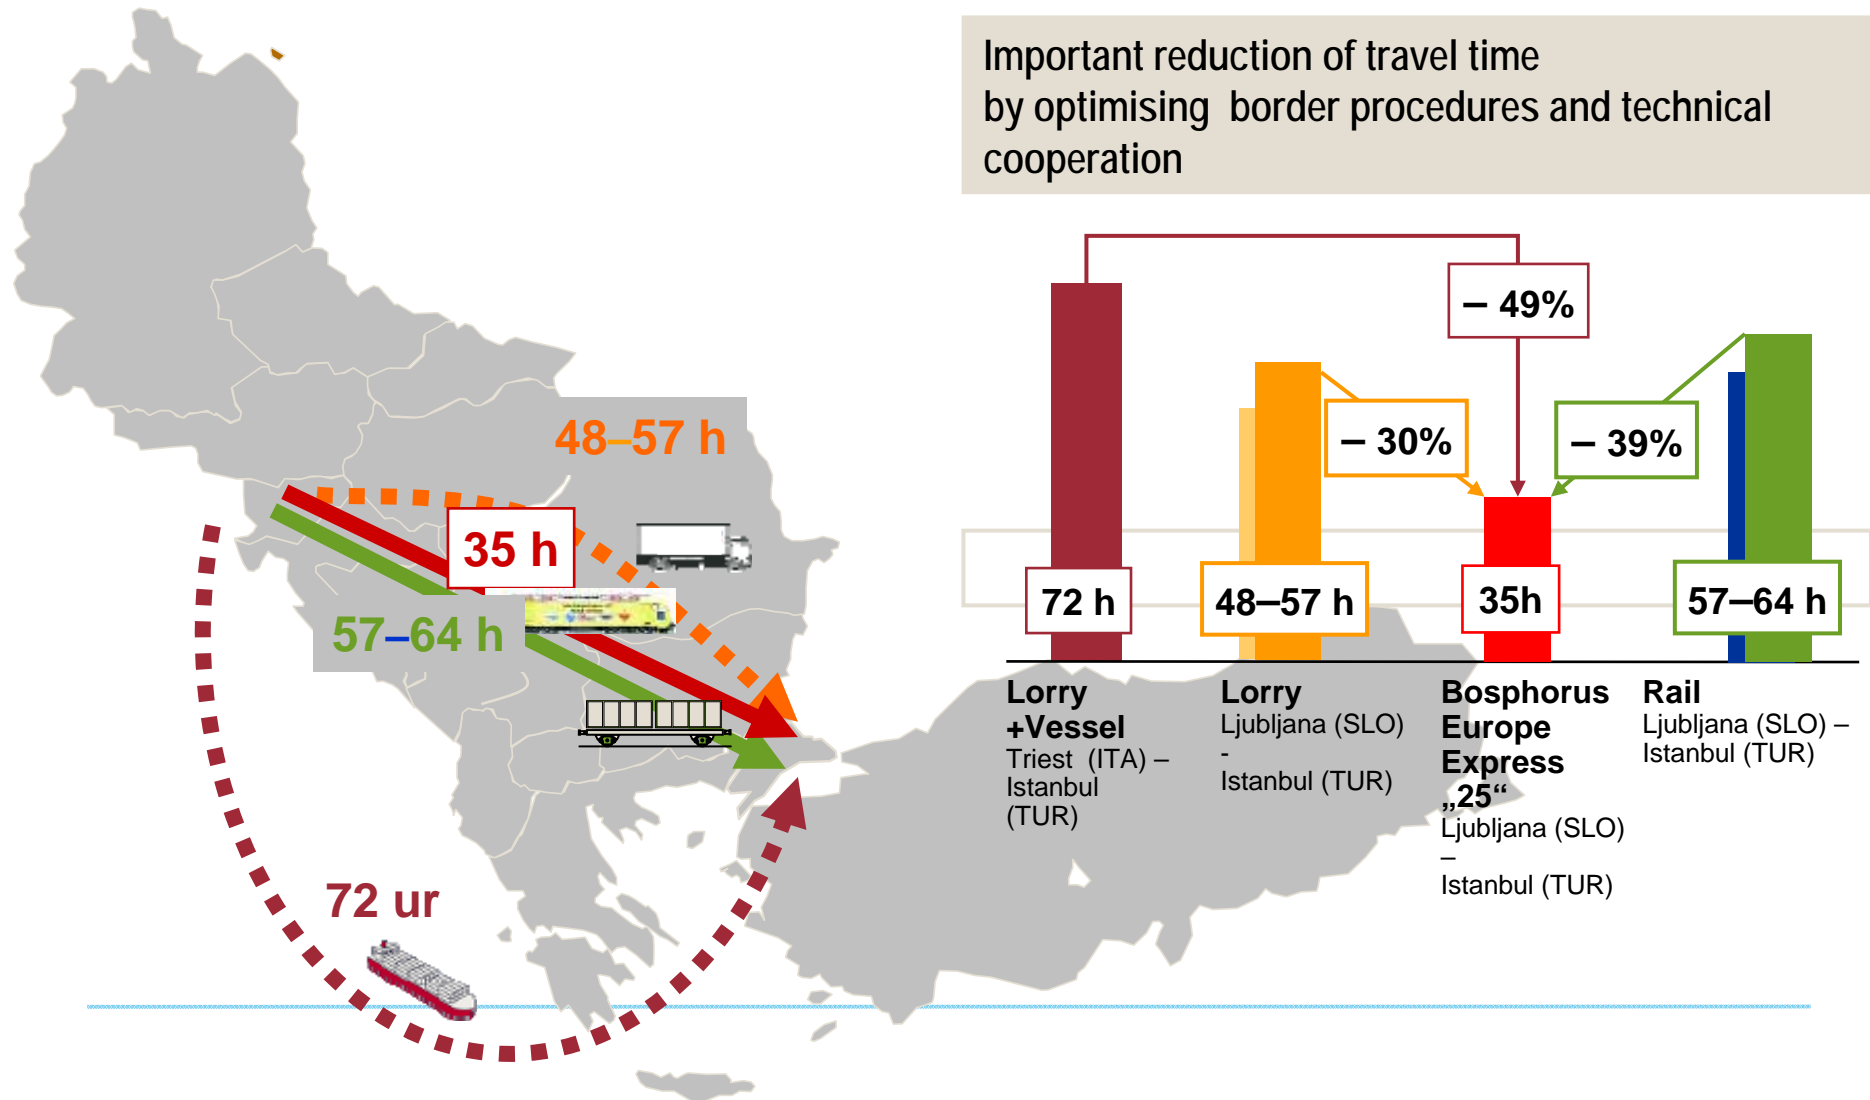 Important reduction of travel time
by optimising border procedures and technical
cooperation
– 49%
– 30%
– 39%
48–57 h
35 h
57–64 h
72 ur
72 h
48–57 h
35h
57–64 h
Lorry
+Vessel
Triest (ITA) –
Istanbul
(TUR)
Lorry
Ljubljana (SLO)
-
Istanbul (TUR)
Bosphorus
Europe
Express
„25“
Ljubljana (SLO)
–
Istanbul (TUR)
Rail
Ljubljana (SLO) –
Istanbul (TUR)